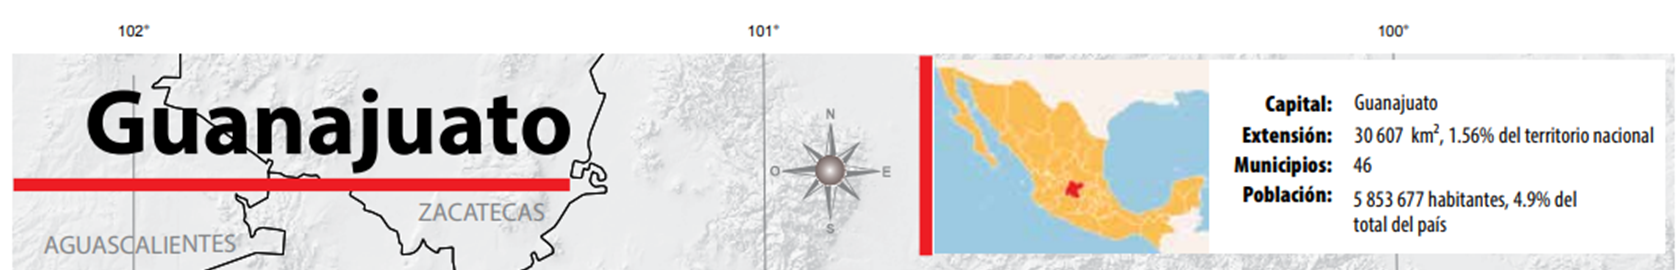 102° 101° 100°
Guanajuato
ZACATECAS
AGUASCALIENTES
N
O E
S
Capital: Guanajuato
Extensión: 30 607 km², 1.56% del territorio nacional
Municipios: 46
Población: 5 853 677 habitantes, 4.9% del
total del país